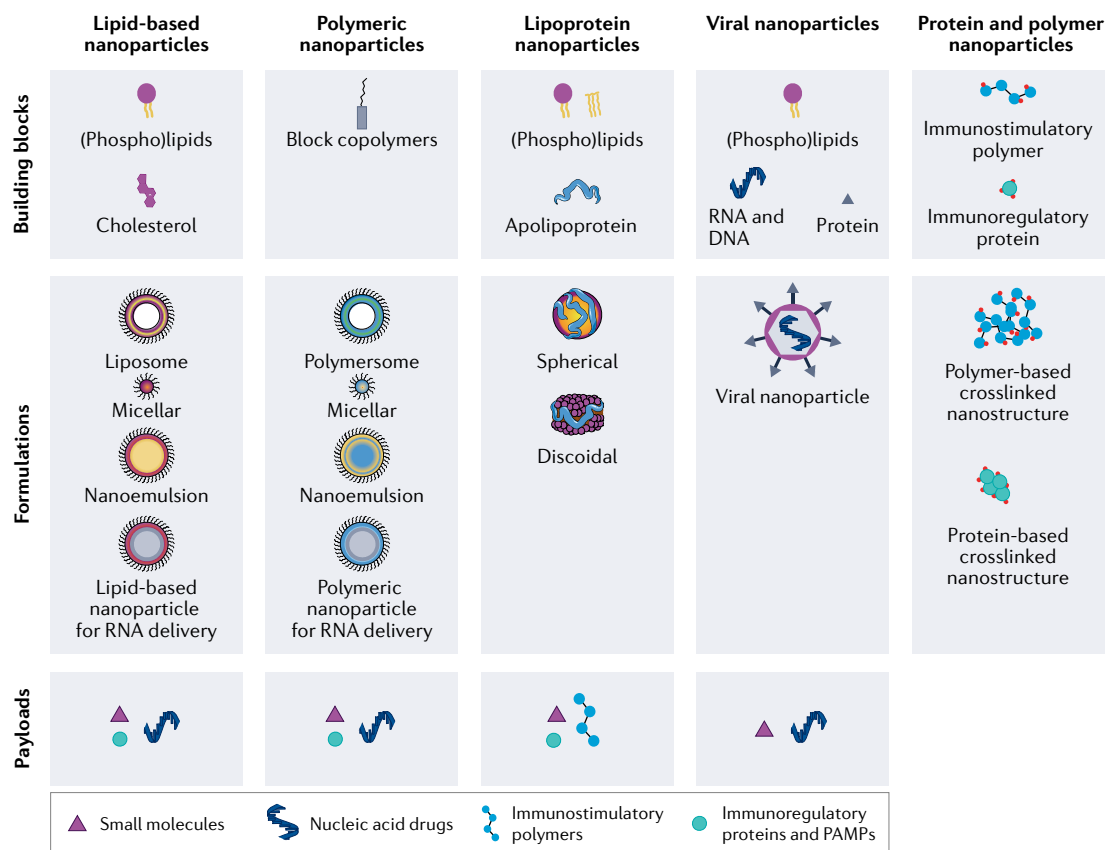 Lipid-based
nanoparticles
Polymeric
nanoparticles
Lipoprotein
nanoparticles
Viral nanoparticles
Protein and polymer
nanoparticles
Building blocks
(Phospho)lipids
Cholesterol
Block copolymers
(Phospho)lipids
Apolipoprotein
(Phospho)lipids
RNA and
DNA
Protein
Immunostimulatory
polymer
Immunoregulatory
protein
Formulations
Liposome
Micellar
Nanoemulsion
Lipid-based
nanoparticle
for RNA delivery
Polymersome
Micellar
Nanoemulsion
Polymeric
nanoparticle
for RNA delivery
Spherical
Discoidal
Viral nanoparticle
Polymer-based
crosslinked
nanostructure
Protein-based
crosslinked
nanostructure
Payloads
Small molecules
Nucleic acid drugs
Immunostimulatory
polymers
Immunoregulatory
proteins and PAMPs